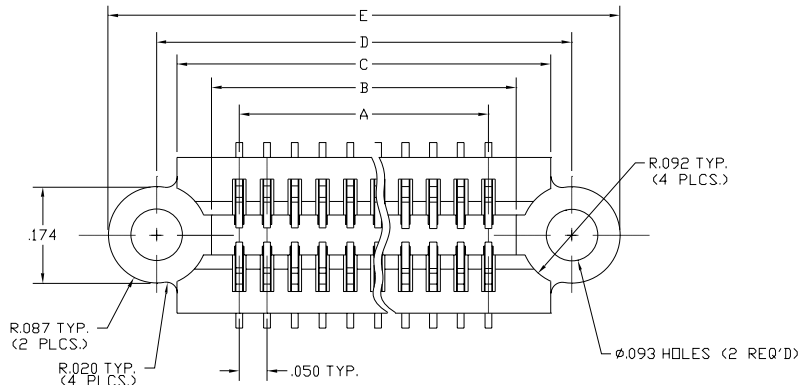 E
D
C
B
A
R.092 TYP.
(4 PLCS.)
.174
R.087 TYP.
(2 PLCS.)
R.020 TYP.
(4 PLCS.)
.050 TYP.
Ø.093 HOLES (2 REQ'D)